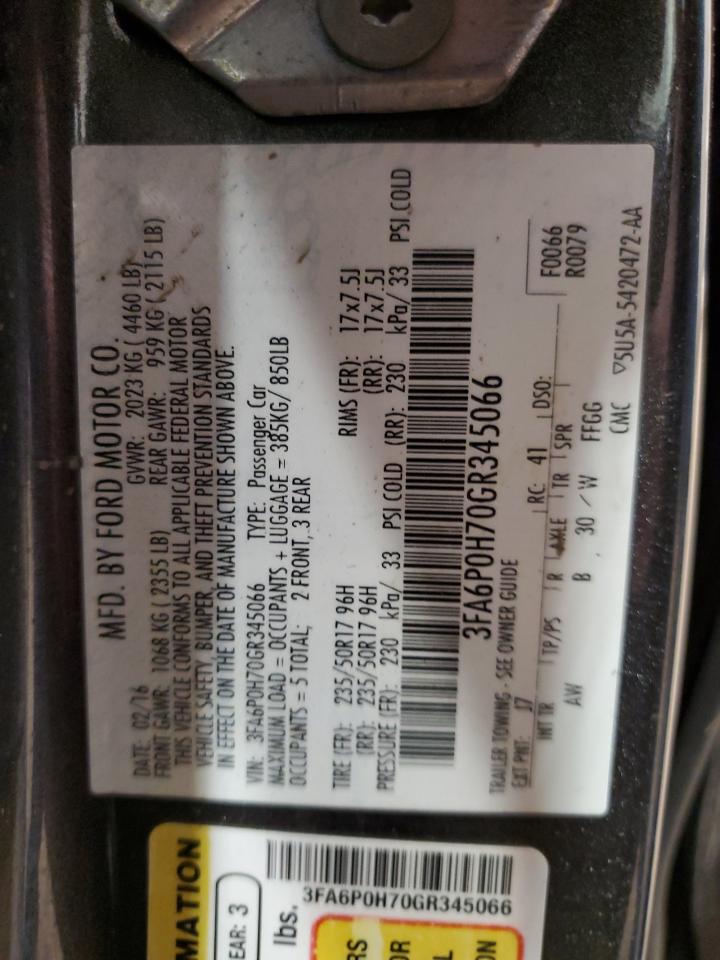 MFD. BY FORD MOTOR CO.
DATE: 02/16 GVWR: 2023 KG ( 4460 LB)
FRONT GAWR: 1068 KG ( 2355 LB) REAR GAWR: 959 KG ( 2115 LB)
THIS VEHICLE CONFORMS TO ALL APPLICABLE FEDERAL MOTOR
VEHICLE SAFETY, BUMPER, AND THEFT PREVENTION STANDARDS
IN EFFECT ON THE DATE OF MANUFACTURE SHOWN ABOVE.
VIN: 3FA6P0H70GR345066 TYPE: Passenger Car
MAXIMUM LOAD = OCCUPANTS + LUGGAGE = 385KG/ 850LB
OCCUPANTS = 5 TOTAL; 2 FRONT, 3 REAR
TIRE (FR): 235/50R17 96H RIMS (FR): 17x7.5J
(RR): 235/50R17 96H (RR): 17x7.5J
PRESSURE (FR): 230 kPa/ 33 PSI COLD (RR): 230 kPa/ 33 PSI COLD
3FA6P0H70GR345066
TRAILER TOWING - SEE OWNER GUIDE
EXT PNT: J7 RC: 41 DSO: F0066
INT TR TP/PS R AXLE TR SPR R0079
AW B 30 / W FFGG
CMC ▽5U5A-5420472-AA
MATION
EAR: 3
lbs.
3FA6P0H70GR345066
RS
OR
L
ON